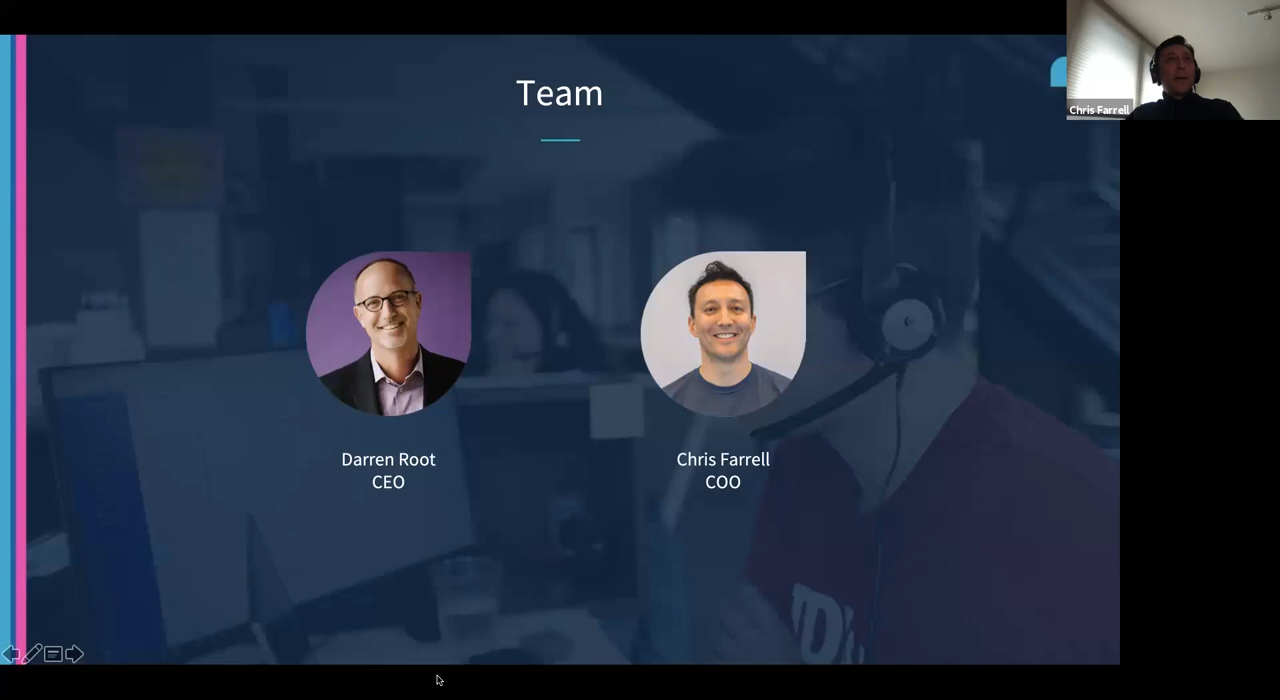 Team
Chris Farrell
Darren Root
CEO
Chris Farrell
COO